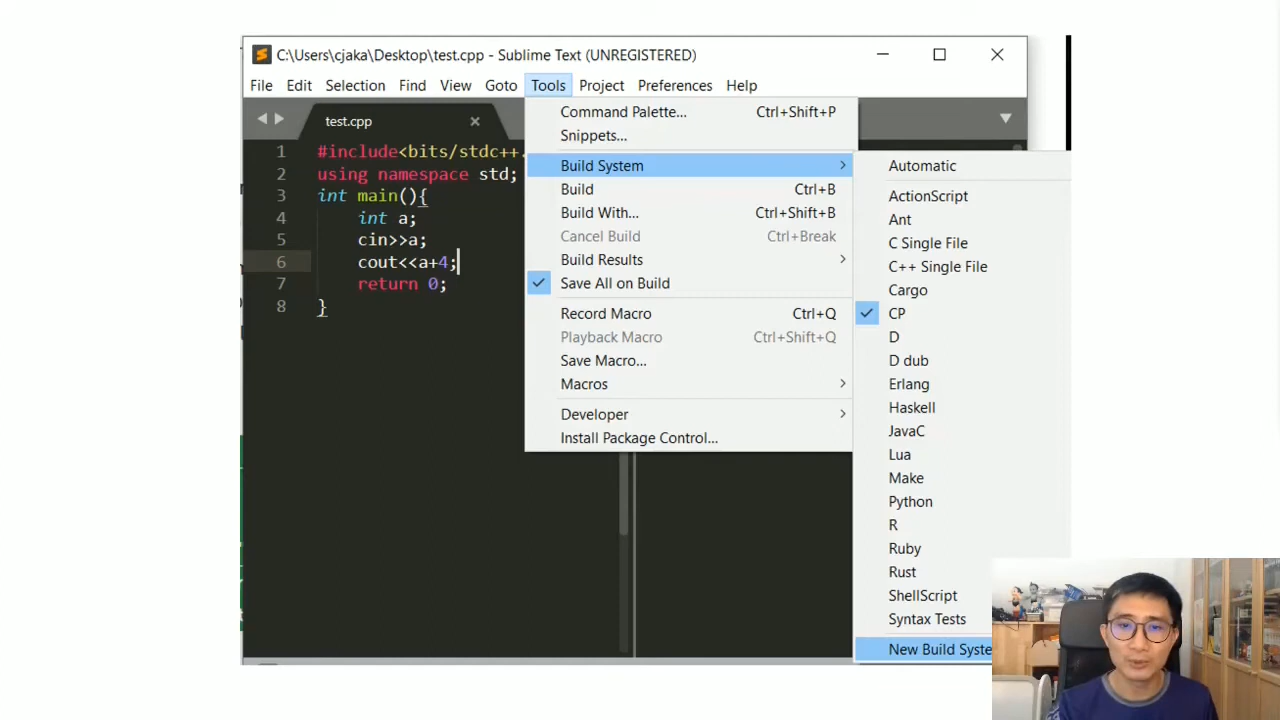 C:\Users\cjaka\Desktop\test.cpp - Sublime Text (UNREGISTERED)
File Edit Selection Find View Goto Tools Project Preferences Help
test.cpp
1 #include<bits/stdc++.
2 using namespace std;
3 int main(){
4 int a;
5 cin>>a;
6 cout<<a+4;
7 return 0;
8 }
Command Palette... Ctrl+Shift+P
Snippets...
Build System
Build Ctrl+B
Build With... Ctrl+Shift+B
Cancel Build Ctrl+Break
Build Results
Save All on Build
Record Macro Ctrl+Q
Playback Macro Ctrl+Shift+Q
Save Macro...
Macros
Developer
Install Package Control...
Automatic
ActionScript
Ant
C Single File
C++ Single File
Cargo
CP
D
D dub
Erlang
Haskell
JavaC
Lua
Make
Python
R
Ruby
Rust
ShellScript
Syntax Tests
New Build Syste